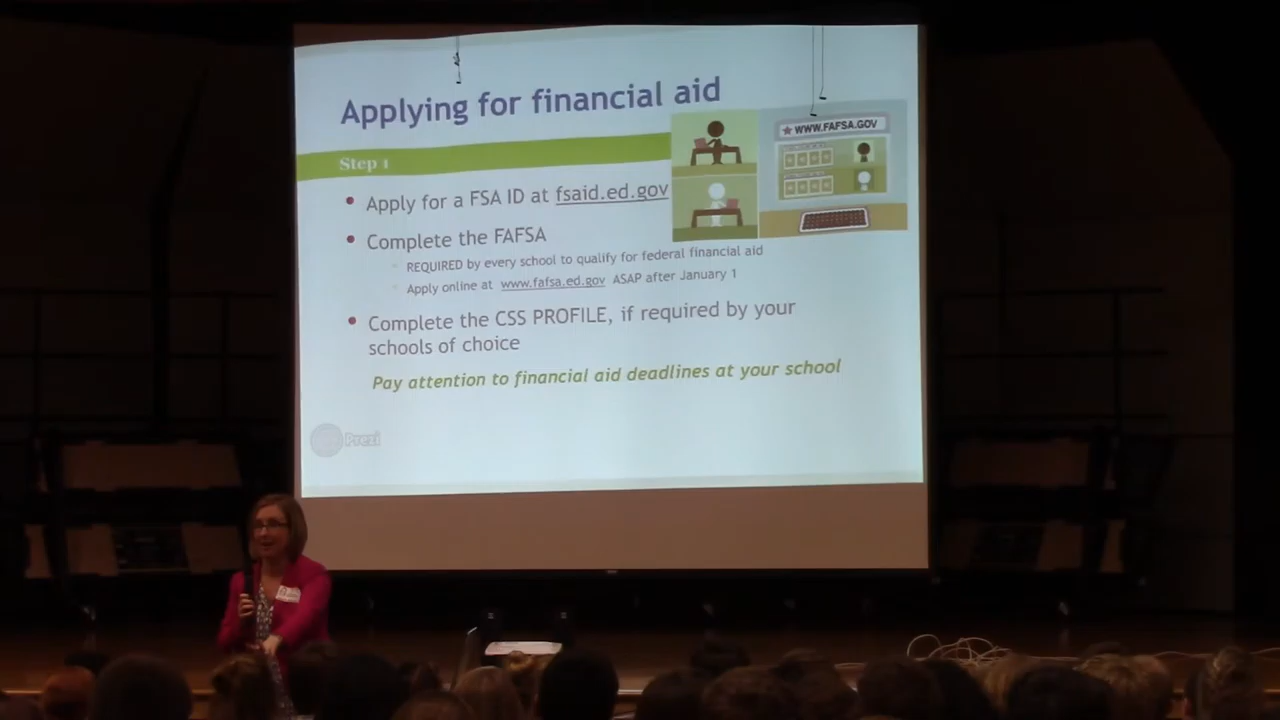 Applying for financial aid
WWW.FAFSA.GOV
Step 1
Apply for a FSA ID at fsaid.ed.gov
Complete the FAFSA
REQUIRED by every school to qualify for federal financial aid
Apply online at www.fafsa.ed.gov ASAP after January 1
Complete the CSS PROFILE, if required by your
schools of choice
Pay attention to financial aid deadlines at your school
Prezi